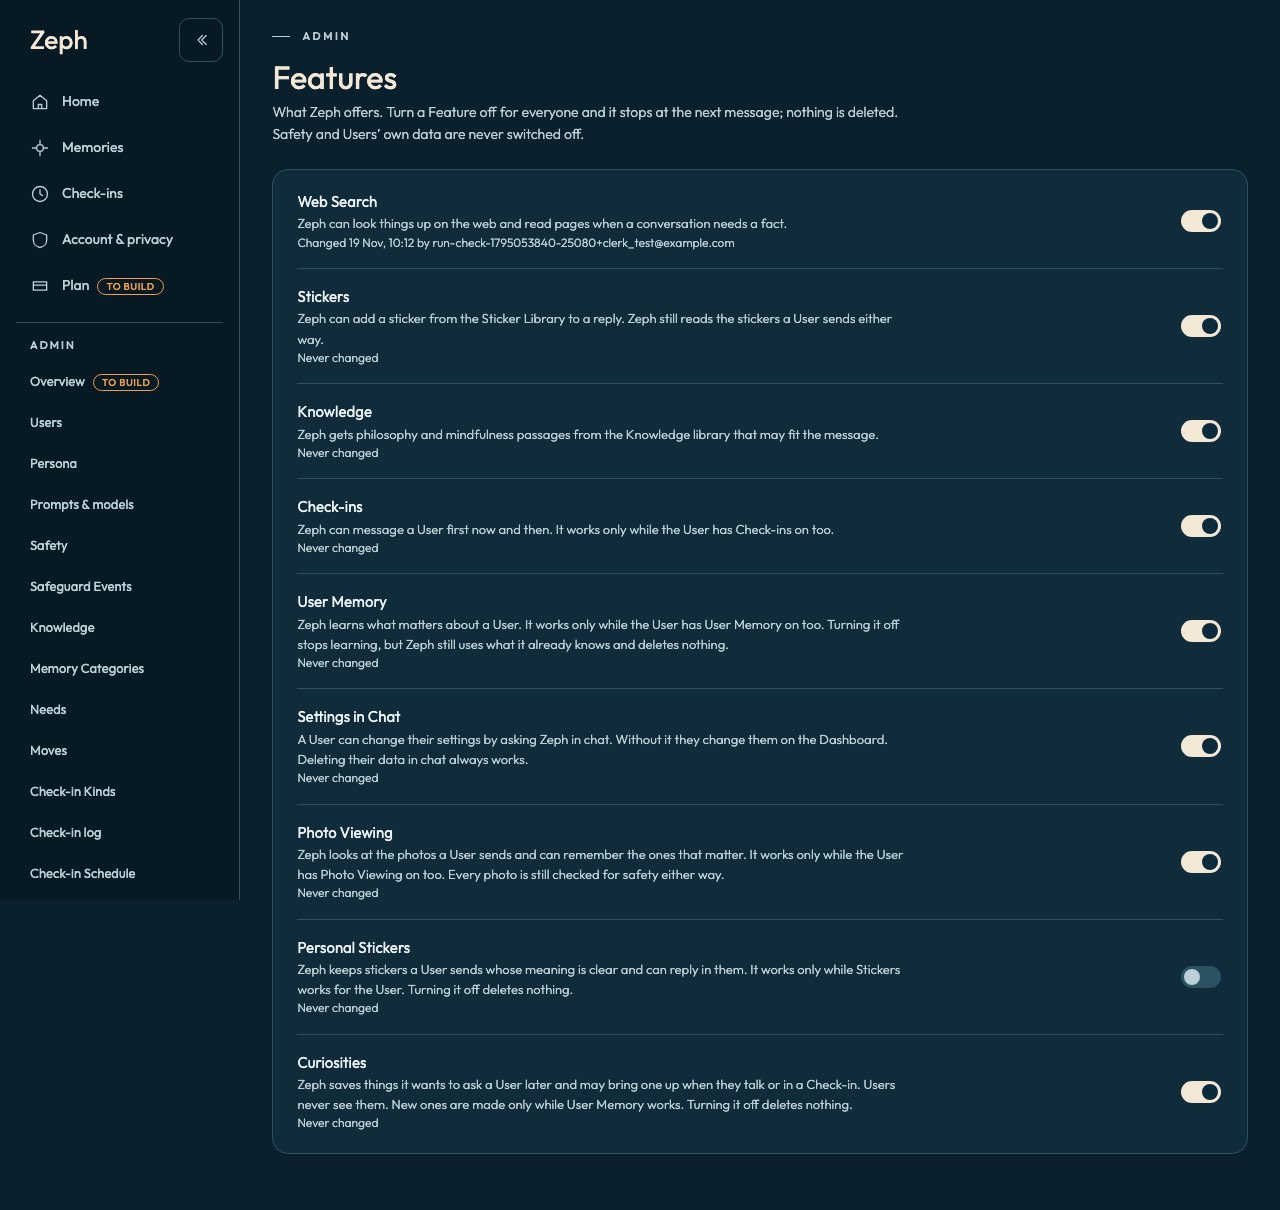 Zeph
Home
Memories
Check-ins
Account & privacy
Plan TO BUILD
ADMIN
Overview TO BUILD
Users
Persona
Prompts & models
Safety
Safeguard Events
Knowledge
Memory Categories
Needs
Moves
Check-in Kinds
Check-in log
Check-in Schedule
ADMIN
Features
What Zeph offers. Turn a Feature off for everyone and it stops at the next message; nothing is deleted.
Safety and Users’ own data are never switched off.
Web Search
Zeph can look things up on the web and read pages when a conversation needs a fact.
Changed 19 Nov, 10:12 by run-check-1795053840-25080+clerk_test@example.com
Stickers
Zeph can add a sticker from the Sticker Library to a reply. Zeph still reads the stickers a User sends either
way.
Never changed
Knowledge
Zeph gets philosophy and mindfulness passages from the Knowledge library that may fit the message.
Never changed
Check-ins
Zeph can message a User first now and then. It works only while the User has Check-ins on too.
Never changed
User Memory
Zeph learns what matters about a User. It works only while the User has User Memory on too. Turning it off
stops learning, but Zeph still uses what it already knows and deletes nothing.
Never changed
Settings in Chat
A User can change their settings by asking Zeph in chat. Without it they change them on the Dashboard.
Deleting their data in chat always works.
Never changed
Photo Viewing
Zeph looks at the photos a User sends and can remember the ones that matter. It works only while the User
has Photo Viewing on too. Every photo is still checked for safety either way.
Never changed
Personal Stickers
Zeph keeps stickers a User sends whose meaning is clear and can reply in them. It works only while Stickers
works for the User. Turning it off deletes nothing.
Never changed
Curiosities
Zeph saves things it wants to ask a User later and may bring one up when they talk or in a Check-in. Users
never see them. New ones are made only while User Memory works. Turning it off deletes nothing.
Never changed